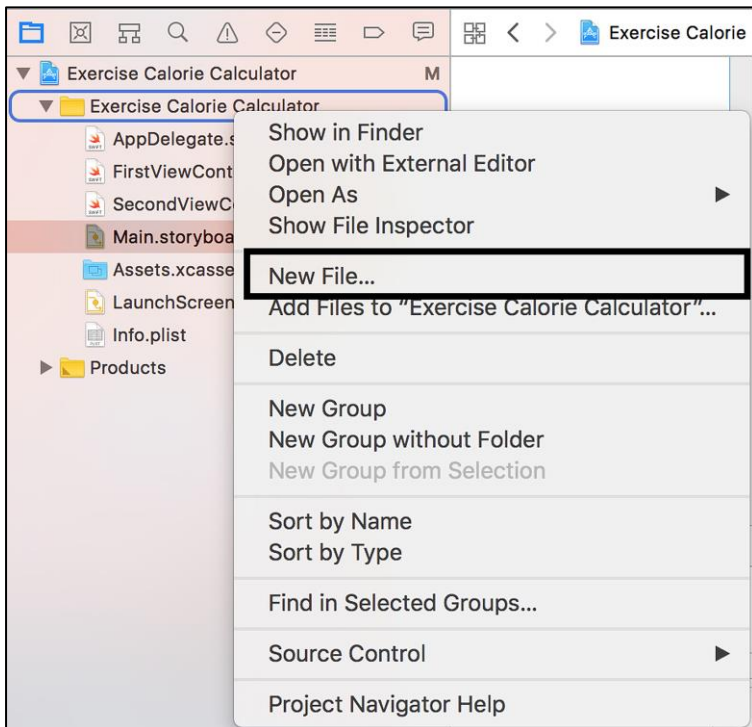 Exercise Calorie
Exercise Calorie Calculator M
Exercise Calorie Calculator
AppDelegate.s
FirstViewCont
SecondViewC
Main.storyboa
Assets.xcasse
LaunchScreen
Info.plist
Products
Show in Finder
Open with External Editor
Open As
Show File Inspector
New File...
Add Files to “Exercise Calorie Calculator”...
Delete
New Group
New Group without Folder
New Group from Selection
Sort by Name
Sort by Type
Find in Selected Groups...
Source Control
Project Navigator Help